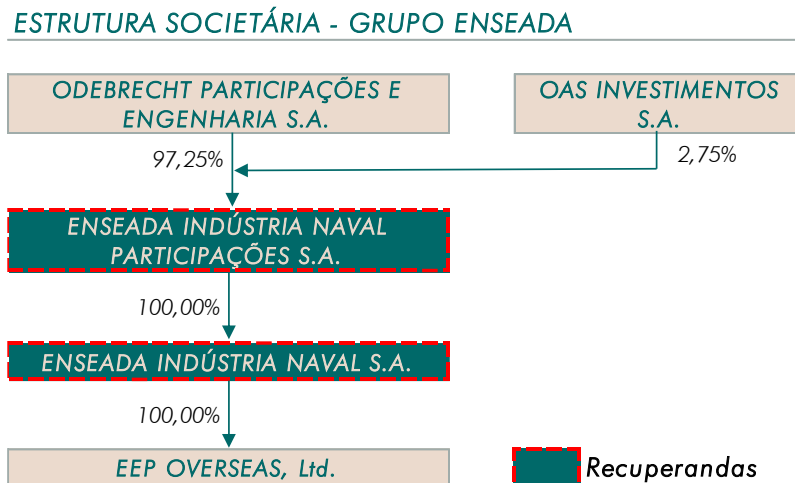 ESTRUTURA SOCIETÁRIA - GRUPO ENSEADA
ODEBRECHT PARTICIPAÇÕES E
ENGENHARIA S.A.
OAS INVESTIMENTOS
S.A.
97,25%
2,75%
ENSEADA INDÚSTRIA NAVAL
PARTICIPAÇÕES S.A.
100,00%
ENSEADA INDÚSTRIA NAVAL S.A.
100,00%
EEP OVERSEAS, Ltd.
Recuperandas